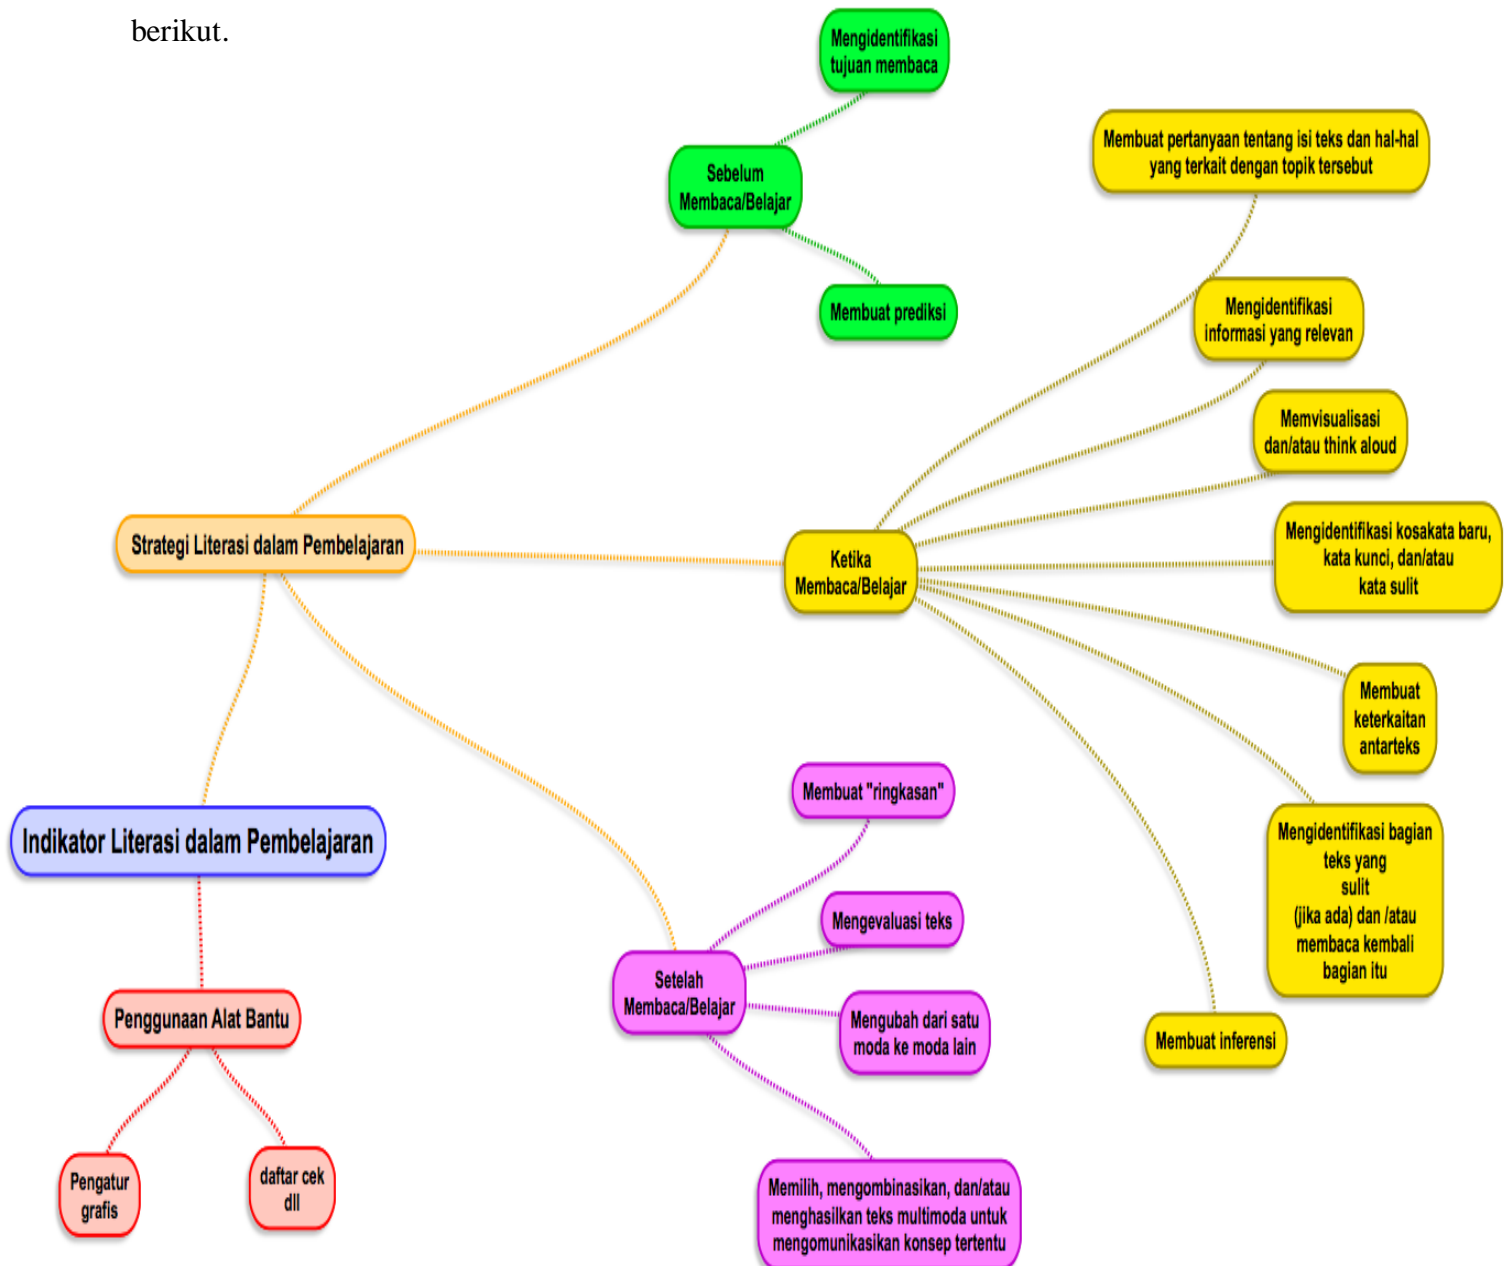 berikut.
Mengidentifikasi
tujuan membaca
Sebelum
Membaca/Belajar
Membuat prediksi
Membuat pertanyaan tentang isi teks dan hal-hal
yang terkait dengan topik tersebut
Mengidentifikasi
informasi yang relevan
Memvisualisasi
dan/atau think aloud
Strategi Literasi dalam Pembelajaran
Ketika
Membaca/Belajar
Mengidentifikasi kosakata baru,
kata kunci, dan/atau
kata sulit
Membuat
keterkaitan
antarteks
Mengidentifikasi bagian
teks yang
sulit
(jika ada) dan /atau
membaca kembali
bagian itu
Membuat inferensi
Indikator Literasi dalam Pembelajaran
Penggunaan Alat Bantu
Pengatur
grafis
daftar cek
dll
Setelah
Membaca/Belajar
Membuat "ringkasan"
Mengevaluasi teks
Mengubah dari satu
moda ke moda lain
Memilih, mengombinasikan, dan/atau
menghasilkan teks multimoda untuk
mengomunikasikan konsep tertentu